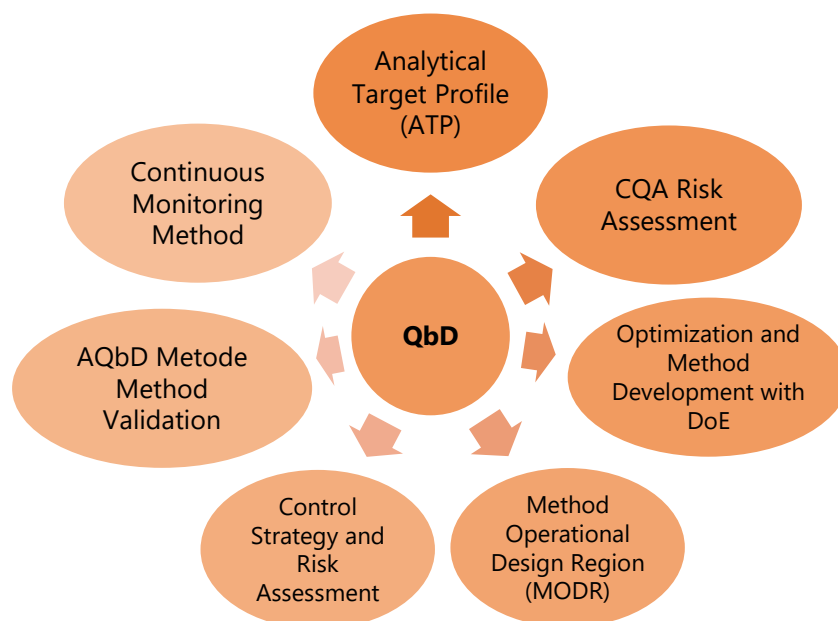 Analytical
Target Profile
(ATP)
CQA Risk
Assessment
Optimization and
Method
Development with
DoE
Method
Operational
Design Region
(MODR)
Control
Strategy and
Risk
Assessment
AQbD Metode
Method
Validation
Continuous
Monitoring
Method
QbD